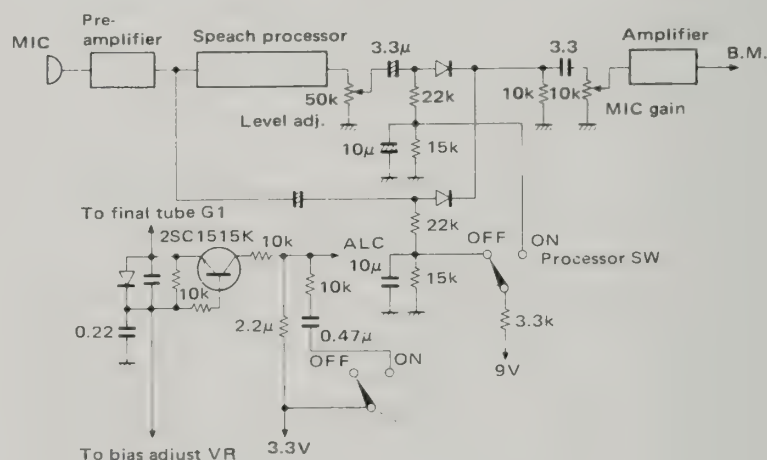 MIC
Pre-
amplifier
Speach processor
3.3µ
3.3
Amplifier
B.M.
50k
Level adj.
22k
10k
10k
MIC gain
10µ
15k
To final tube G1
2SC1515K
10k
ALC
22k
OFF
ON
Processor SW
10µ
15k
10k
10k
0.22
2.2µ
0.47µ
3.3k
OFF
ON
9V
To bias adjust VR
3.3V